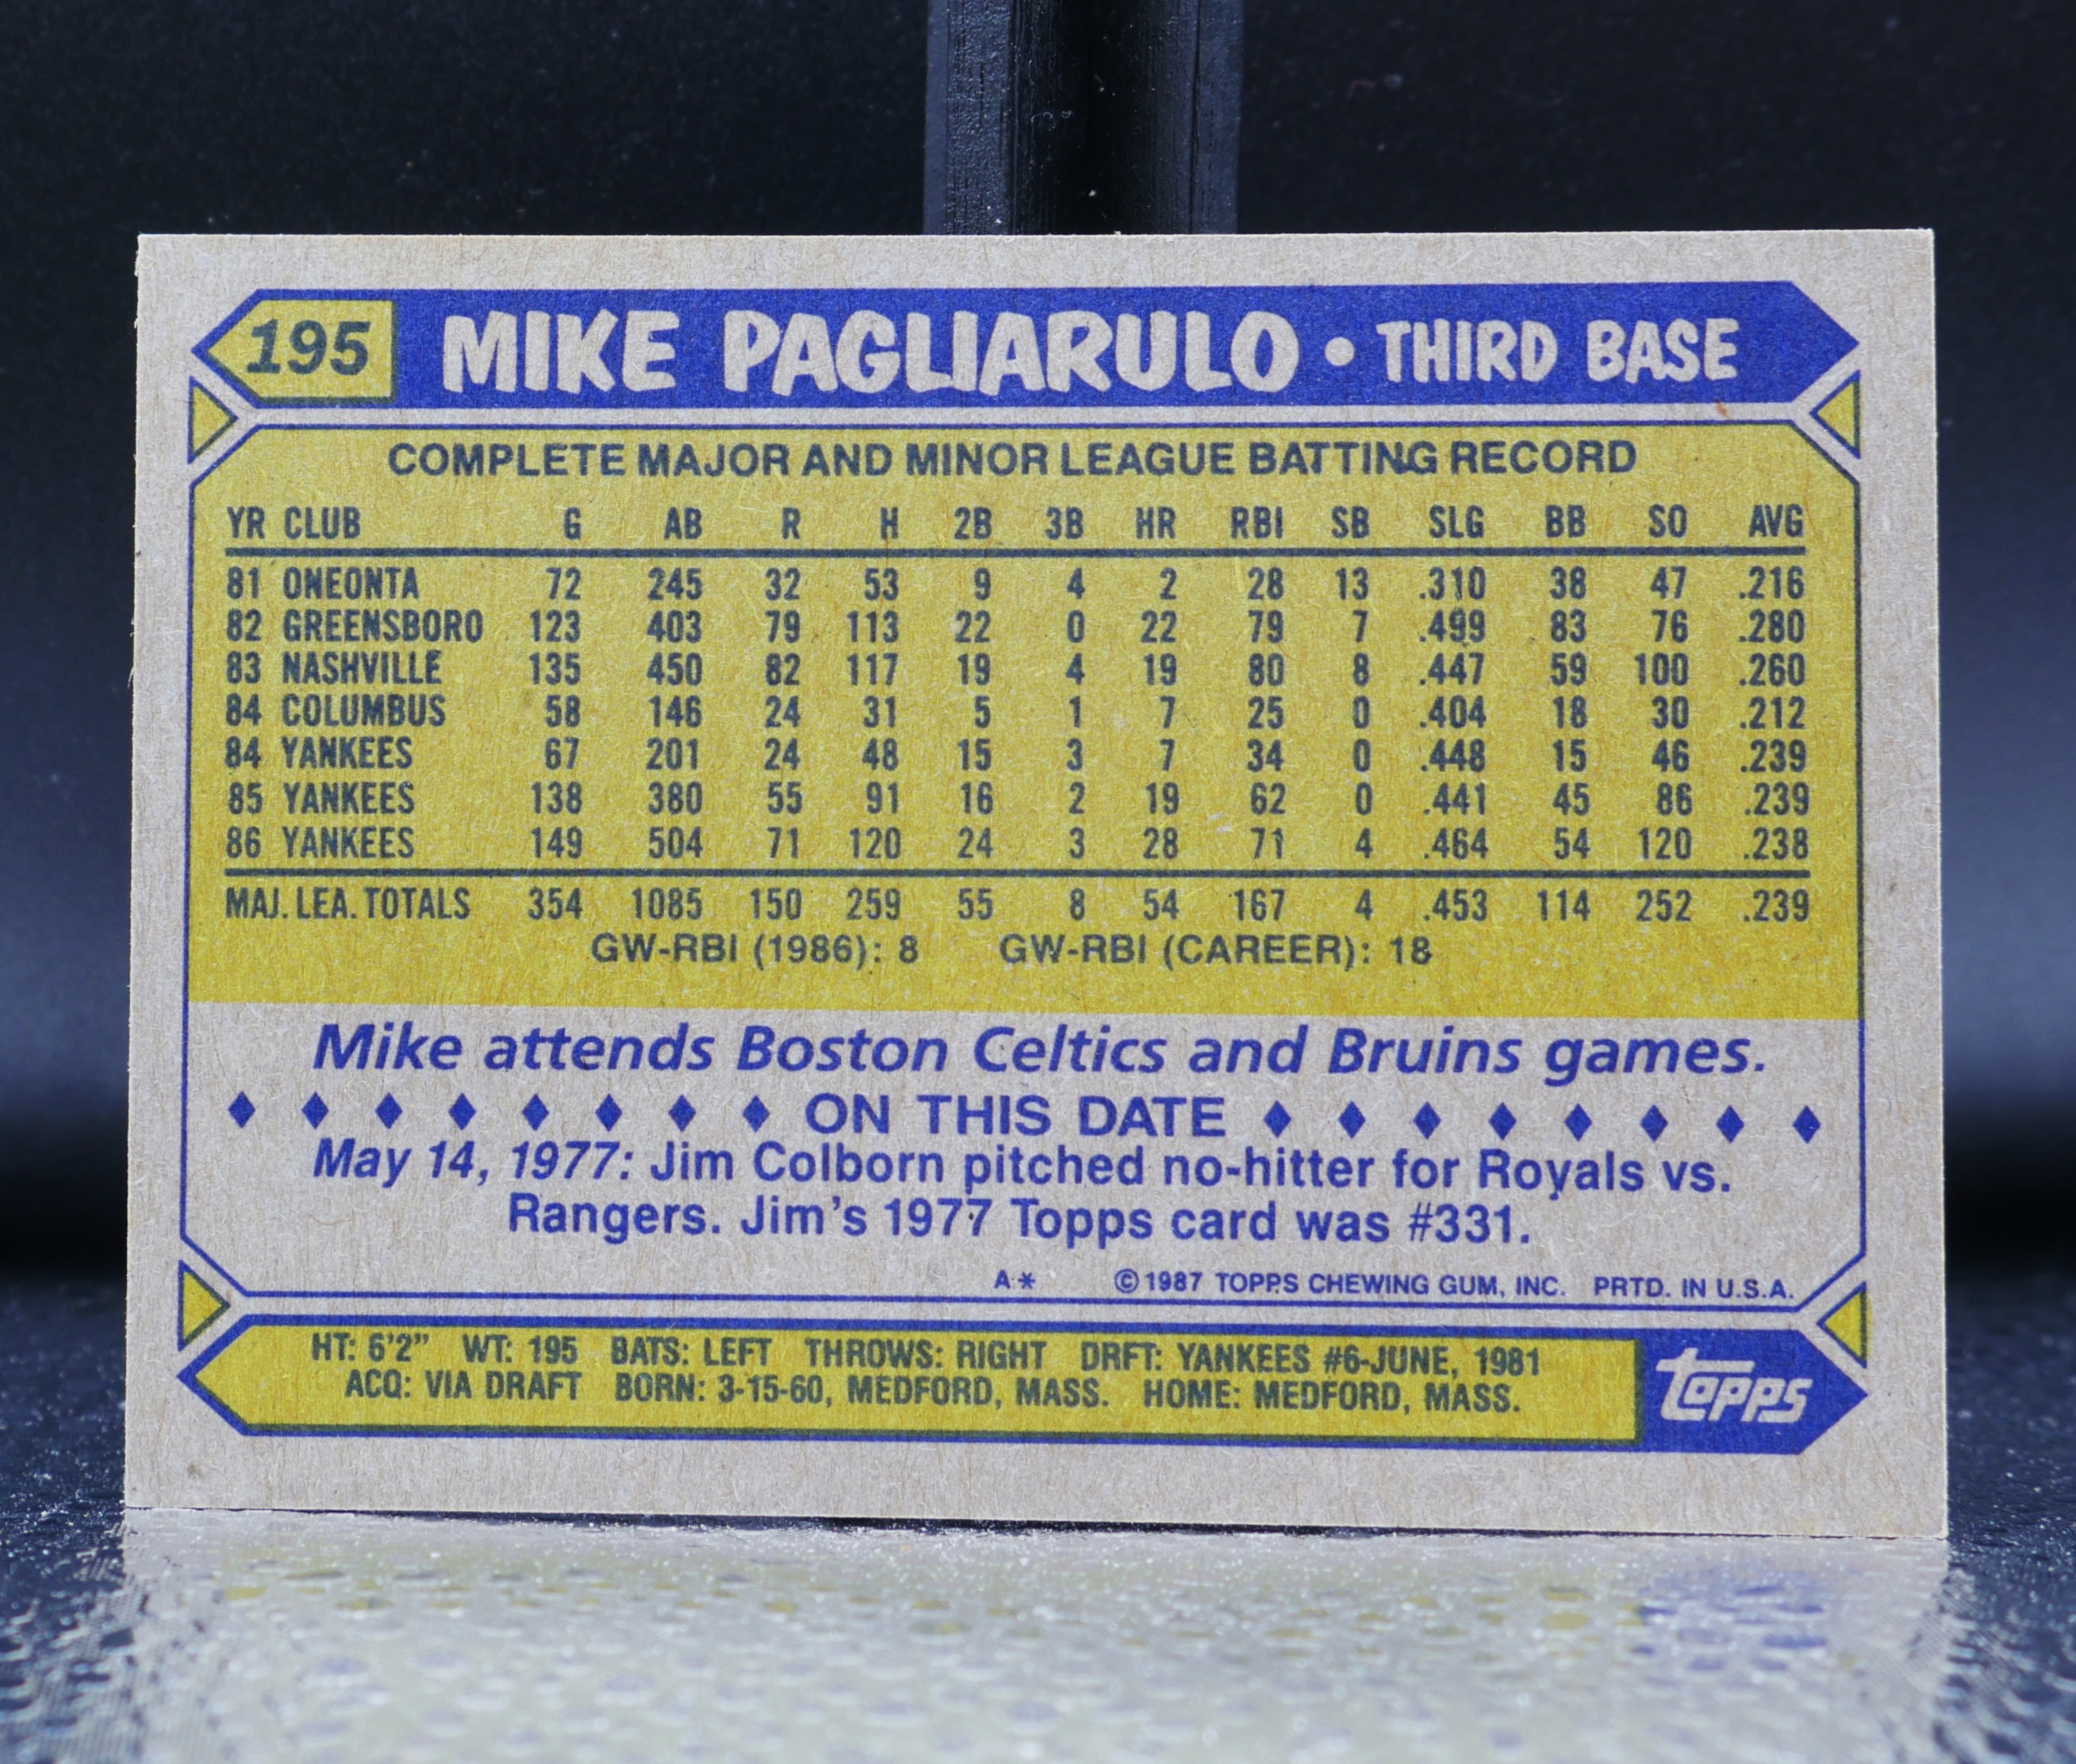 195 MIKE PAGLIARULO • THIRD BASE
COMPLETE MAJOR AND MINOR LEAGUE BATTING RECORD
YR CLUB G AB R H 2B 3B HR RBI SB SLG BB SO AVG
81 ONEONTA 72 245 32 53 9 4 2 28 13 .310 38 47 .216
82 GREENSBORO 123 403 79 113 22 0 22 79 7 .499 83 76 .280
83 NASHVILLE 135 450 82 117 19 4 19 80 8 .447 59 100 .260
84 COLUMBUS 58 146 24 31 5 1 7 25 0 .404 18 30 .212
84 YANKEES 67 201 24 48 15 3 7 34 0 .448 15 46 .239
85 YANKEES 138 380 55 91 16 2 19 62 0 .441 45 86 .239
86 YANKEES 149 504 71 120 24 3 28 71 4 .464 54 120 .238
MAJ. LEA. TOTALS 354 1085 150 259 55 8 54 167 4 .453 114 252 .239
GW-RBI (1986): 8 GW-RBI (CAREER): 18
Mike attends Boston Celtics and Bruins games.
ON THIS DATE
May 14, 1977: Jim Colborn pitched no-hitter for Royals vs.
Rangers. Jim's 1977 Topps card was #331.
A* ©1987 TOPPS CHEWING GUM, INC. PRTD. IN U.S.A.
HT: 6'2" WT: 195 BATS: LEFT THROWS: RIGHT DRFT: YANKEES #6-JUNE, 1981
ACQ: VIA DRAFT BORN: 3-15-60, MEDFORD, MASS. HOME: MEDFORD, MASS.
topps